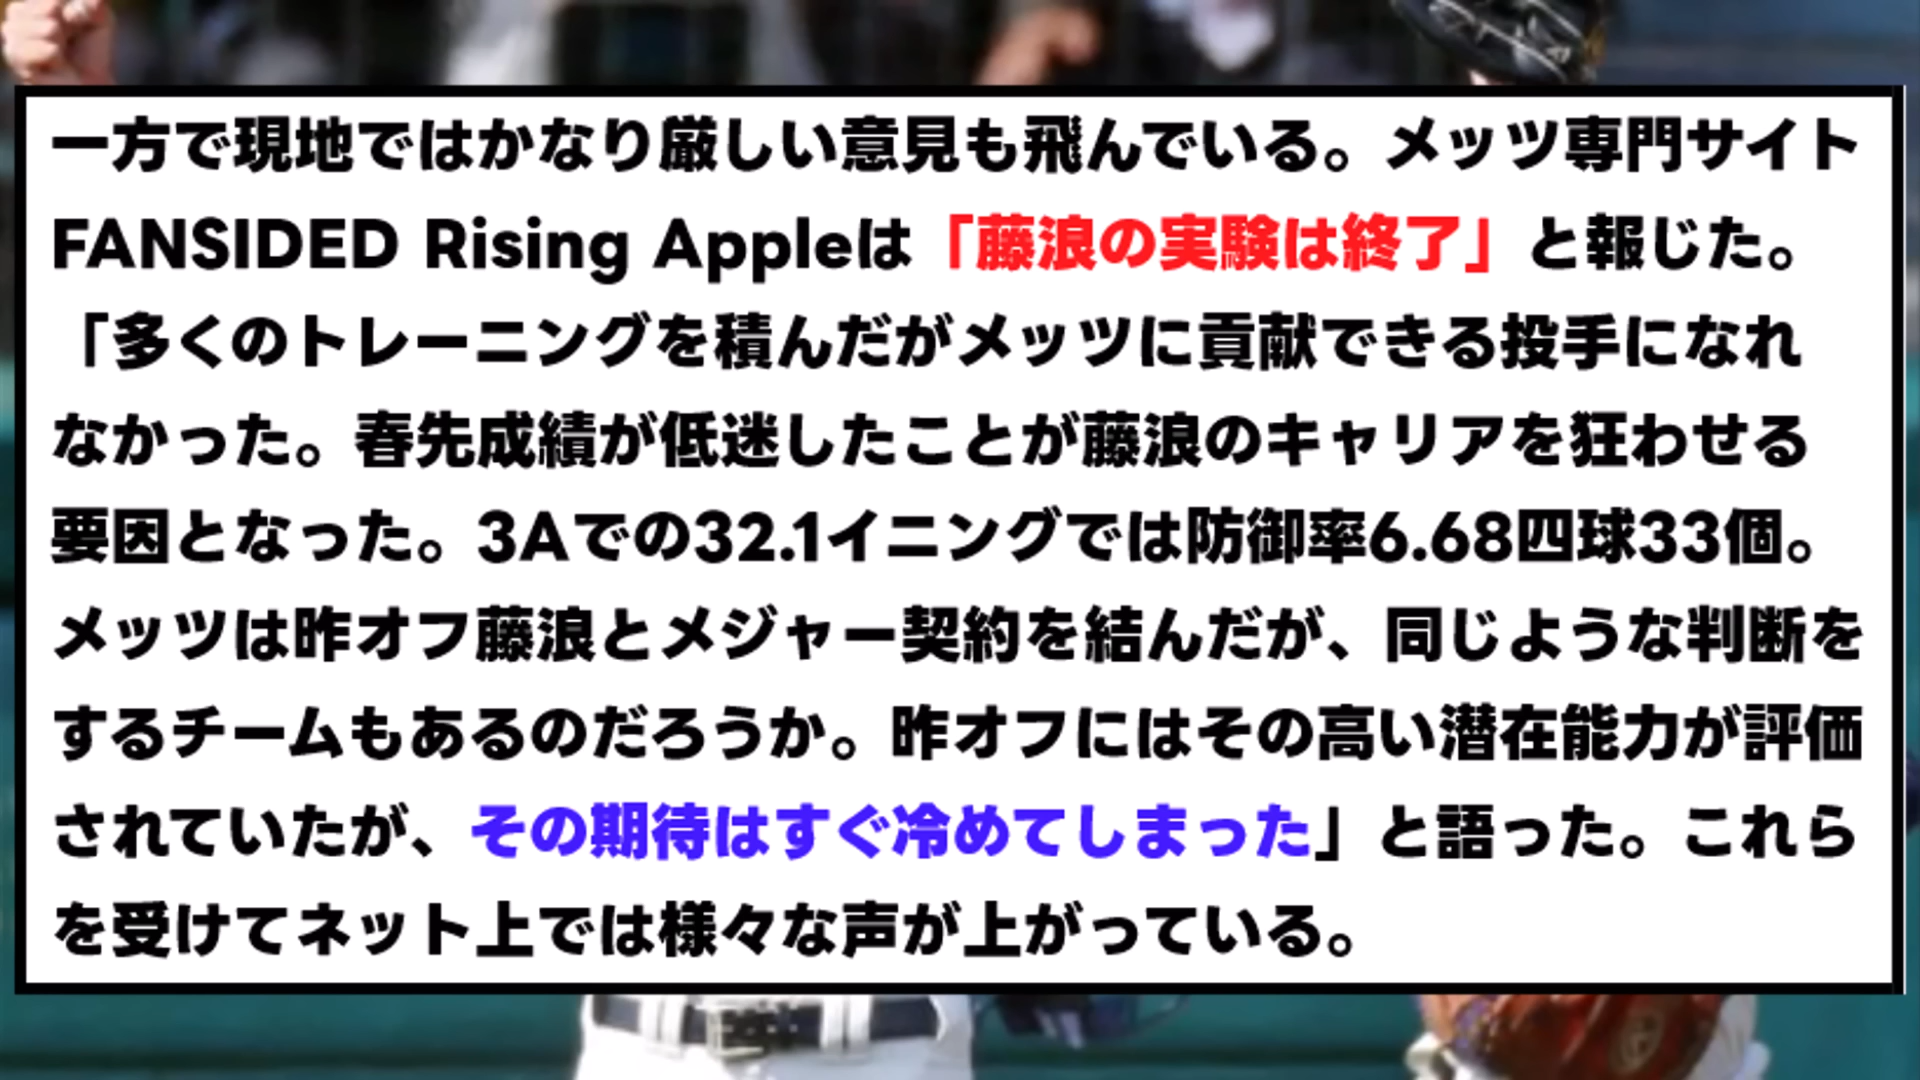 一方で現地ではかなり厳しい意見も飛んでいる。メッツ専門サイト
FANSIDED Rising Appleは「藤浪の実験は終了」と報じた。
「多くのトレーニングを積んだがメッツに貢献できる投手になれ
なかった。春先成績が低迷したことが藤浪のキャリアを狂わせる
要因となった。3Aでの32.1イニングでは防御率6.68四球33個。
メッツは昨オフ藤浪とメジャー契約を結んだが、同じような判断を
するチームもあるのだろうか。昨オフにはその高い潜在能力が評価
されていたが、その期待はすぐ冷めてしまった」と語った。これら
を受けてネット上では様々な声が上がっている。